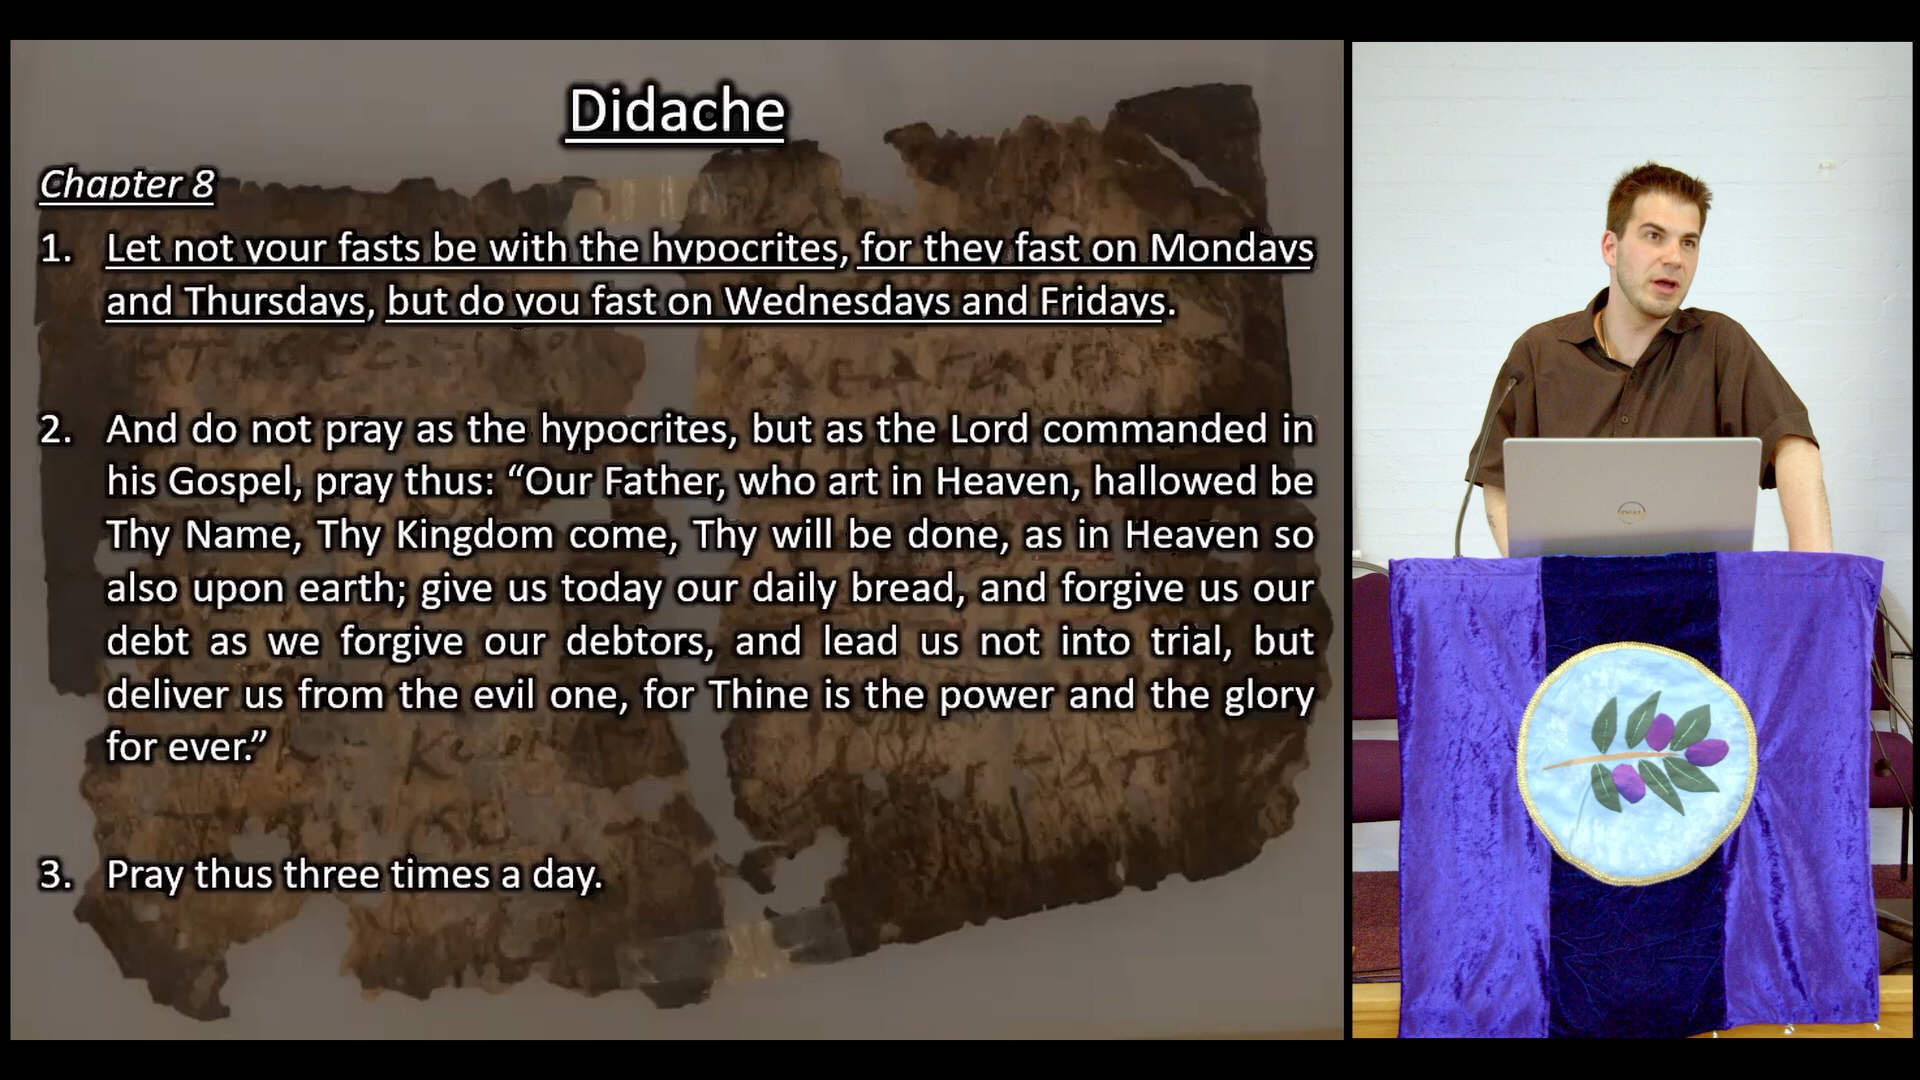 Didache
Chapter 8
1. Let not your fasts be with the hypocrites, for they fast on Mondays
and Thursdays, but do you fast on Wednesdays and Fridays.
2. And do not pray as the hypocrites, but as the Lord commanded in
his Gospel, pray thus: “Our Father, who art in Heaven, hallowed be
Thy Name, Thy Kingdom come, Thy will be done, as in Heaven so
also upon earth; give us today our daily bread, and forgive us our
debt as we forgive our debtors, and lead us not into trial, but
deliver us from the evil one, for Thine is the power and the glory
for ever.”
3. Pray thus three times a day.
DELL